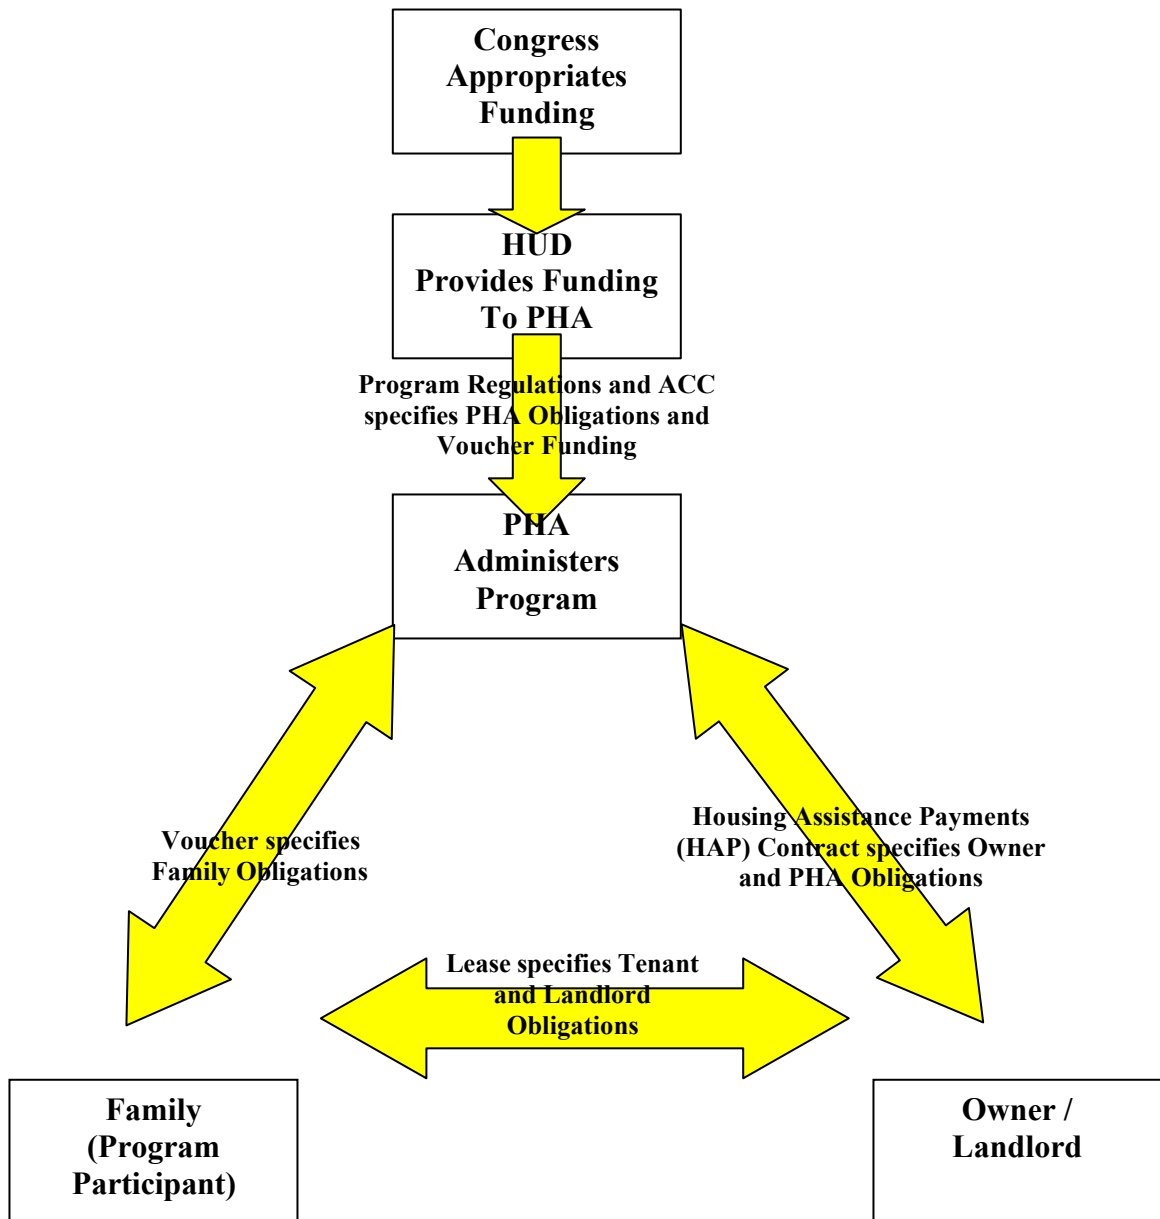 Congress
Appropriates
Funding
HUD
Provides Funding
To PHA
Program Regulations and ACC
specifies PHA Obligations and
Voucher Funding
PHA
Administers
Program
Voucher specifies
Family Obligations
Housing Assistance Payments
(HAP) Contract specifies Owner
and PHA Obligations
Lease specifies Tenant
and Landlord
Obligations
Family
(Program
Participant)
Owner /
Landlord